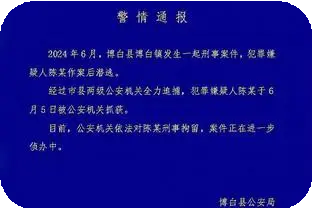 警情通报
2024年6月，博白县博白镇发生一起刑事案件，犯罪嫌
疑人陈某作案后潜逃。
经过市县两级公安机关全力追捕，犯罪嫌疑人陈某于6
月5日被公安机关抓获。
目前，公安机关依法对陈某刑事拘留，案件正在进一步
侦办中。
博白县公安局